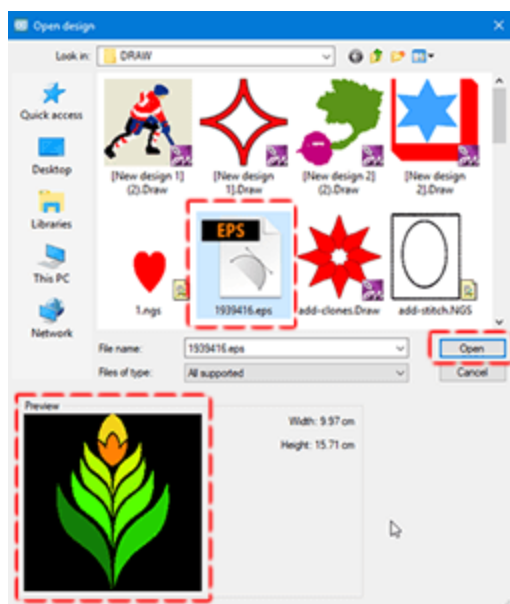 Open design
Look in:
DRAW
Quick access
Desktop
Libraries
This PC
Network
[New design 1]
(2).Draw
[New design
1].Draw
[New design 2]
(2).Draw
[New design
2].Draw
EPS
1.ngs
1939416.eps
add-clones.Draw
add-stitch.NGS
File name:
1939416.eps
Open
Files of type:
All supported
Cancel
Preview
Width: 9.97 cm
Height: 15.71 cm